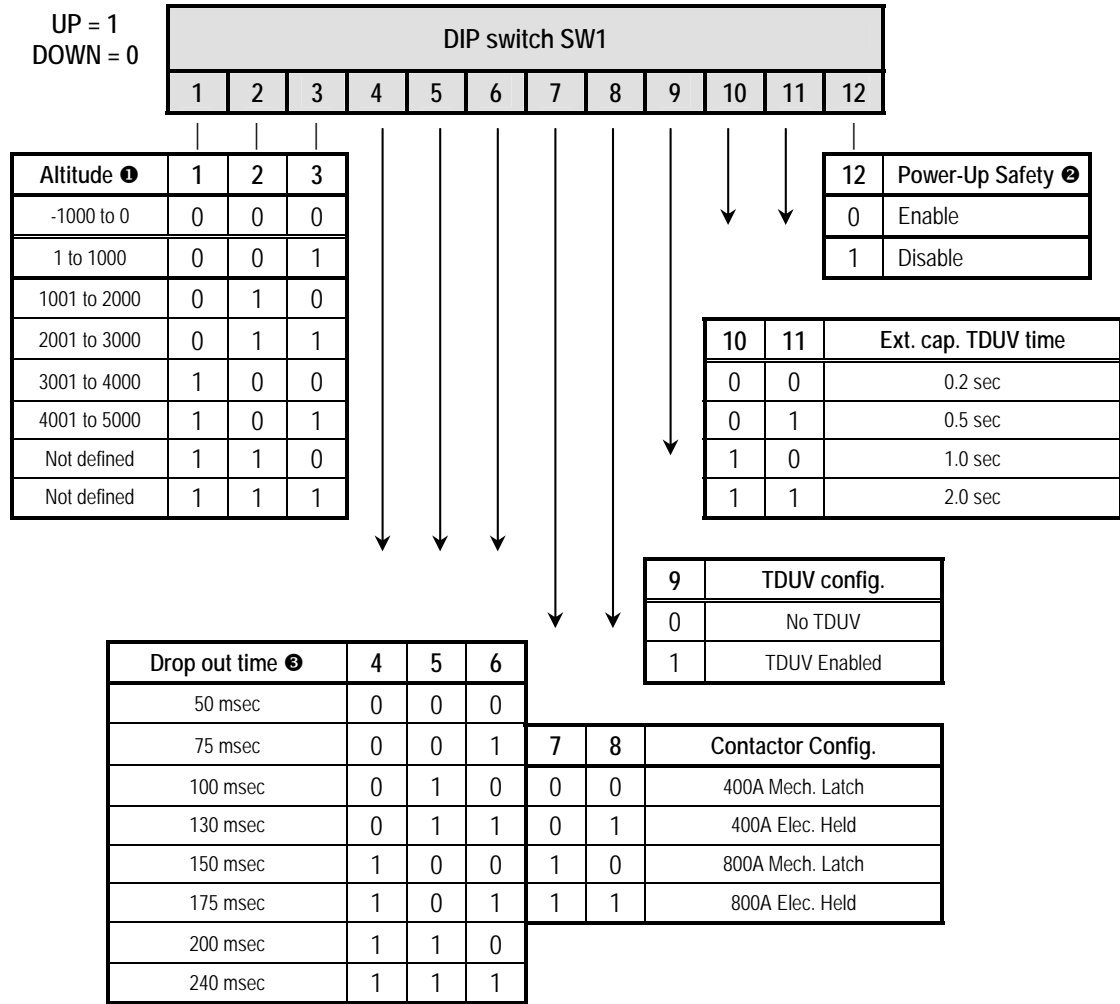 UP = 1
DOWN = 0
DIP switch SW1
1 2 3 4 5 6 7 8 9 10 11 12
Altitude ❶ 1 2 3
-1000 to 0 0 0 0
1 to 1000 0 0 1
1001 to 2000 0 1 0
2001 to 3000 0 1 1
3001 to 4000 1 0 0
4001 to 5000 1 0 1
Not defined 1 1 0
Not defined 1 1 1
12 Power-Up Safety ❷
0 Enable
1 Disable
10 11 Ext. cap. TDUV time
0 0 0.2 sec
0 1 0.5 sec
1 0 1.0 sec
1 1 2.0 sec
9 TDUV config.
0 No TDUV
1 TDUV Enabled
Drop out time ❸ 4 5 6
50 msec 0 0 0
75 msec 0 0 1
100 msec 0 1 0
130 msec 0 1 1
150 msec 1 0 0
175 msec 1 0 1
200 msec 1 1 0
240 msec 1 1 1
7 8 Contactor Config.
0 0 400A Mech. Latch
0 1 400A Elec. Held
1 0 800A Mech. Latch
1 1 800A Elec. Held